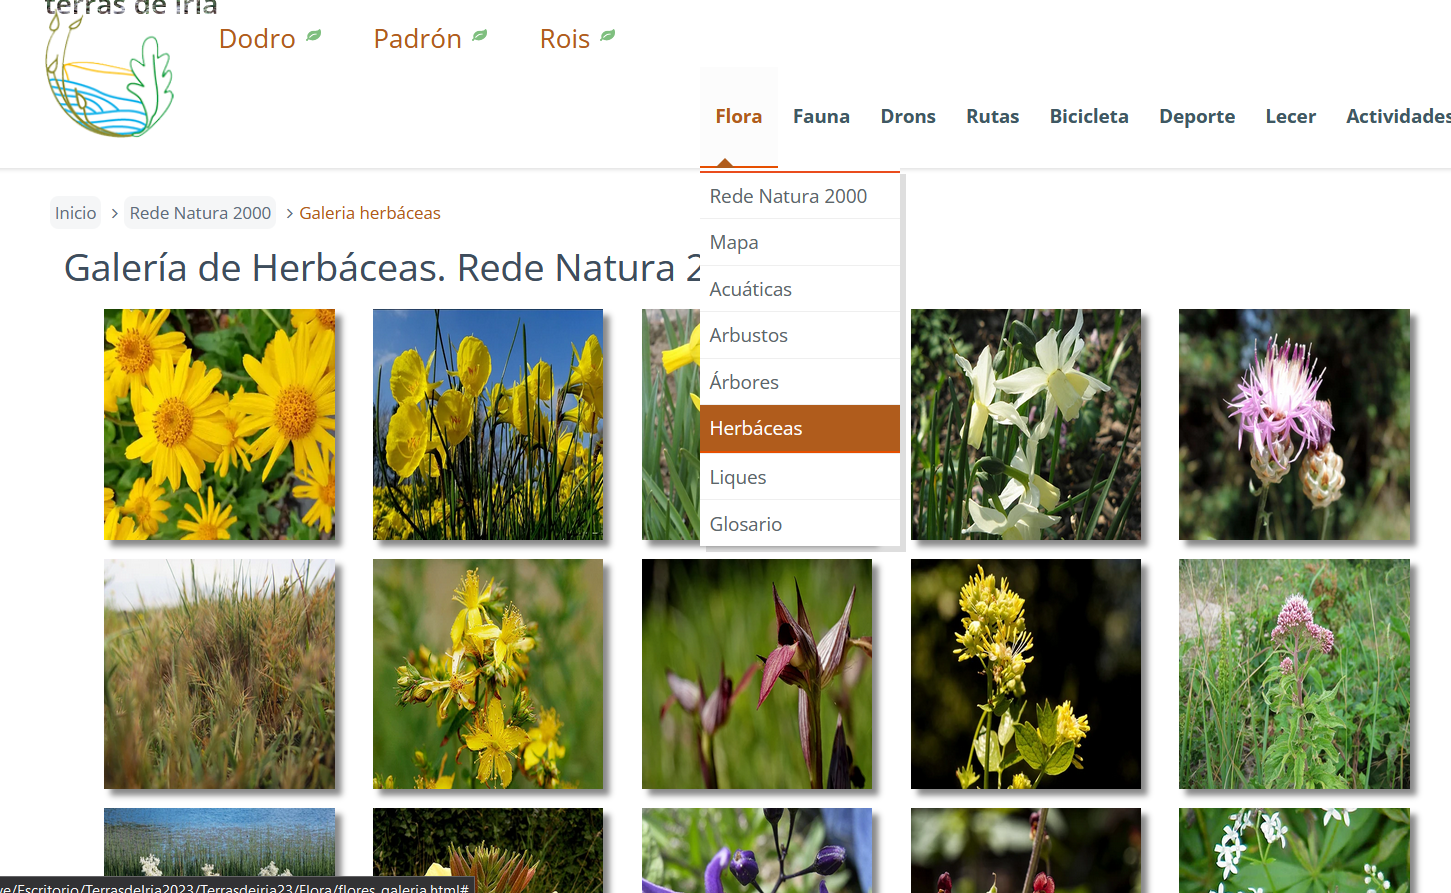 terras de iria
Dodro
Padrón
Rois
Flora
Fauna
Drons
Rutas
Bicicleta
Deporte
Lecer
Actividades
Inicio > Rede Natura 2000 > Galeria herbáceas
Galería de Herbáceas. Rede Natura 2
Rede Natura 2000
Mapa
Acuáticas
Arbustos
Árbores
Herbáceas
Liques
Glosario
ve/Escritorio/TerrasdeIria2023/Terrasdeiria23/Flora/flores_galeria.html#